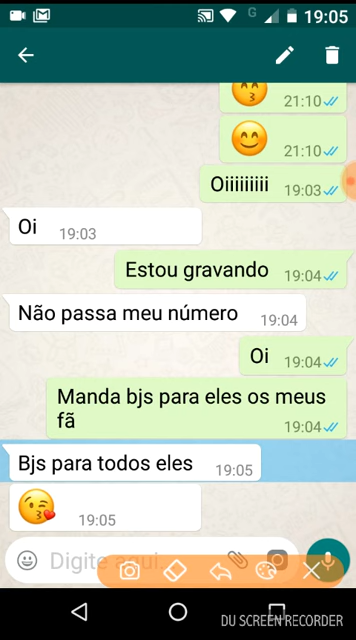 G 19:05
21:10
21:10
Oiiiiiiiii 19:03
Oi 19:03
Estou gravando 19:04
Não passa meu número 19:04
Oi 19:04
Manda bjs para eles os meus
fã 19:04
Bjs para todos eles 19:05
19:05
Digite aqui.
DU SCREEN RECORDER